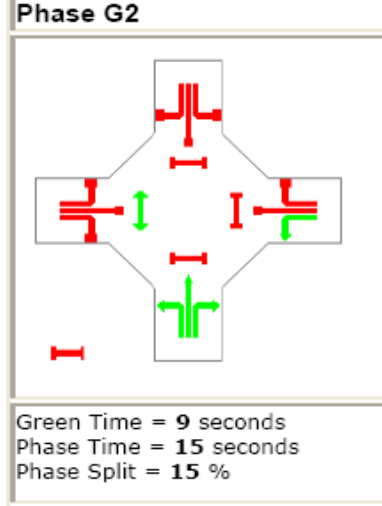 Phase G2
Green Time = 9 seconds
Phase Time = 15 seconds
Phase Split = 15 %